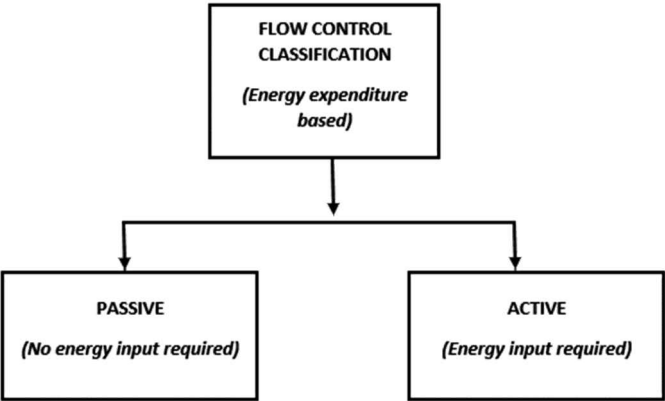 FLOW CONTROL
CLASSIFICATION
(Energy expenditure
based)
PASSIVE
(No energy input required)
ACTIVE
(Energy input required)